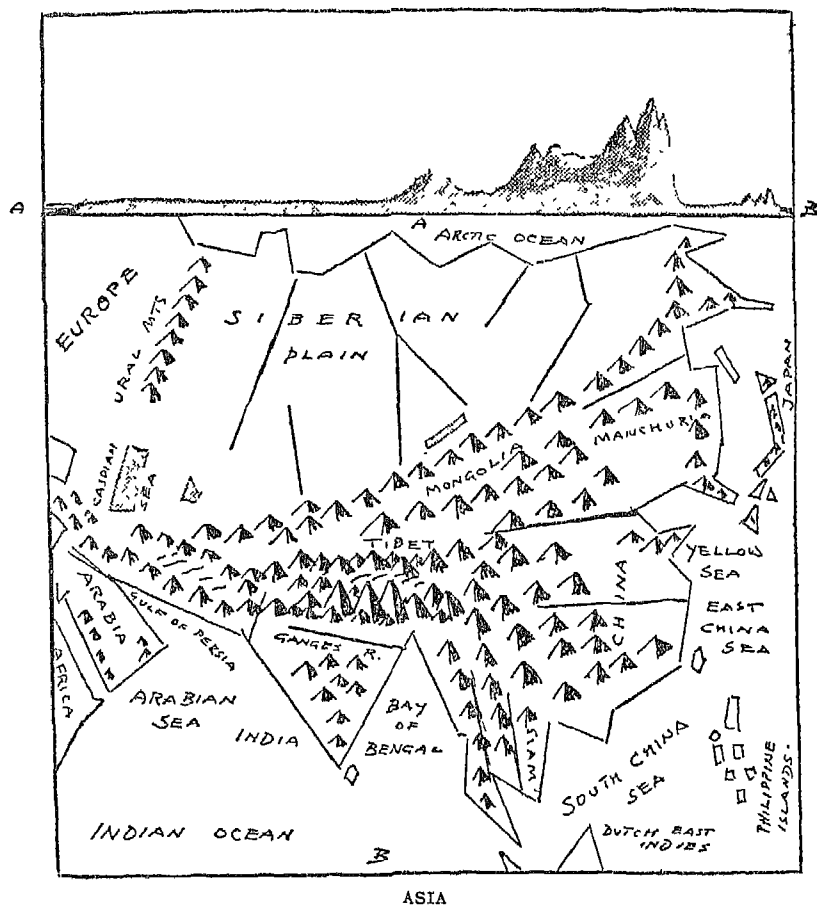 A
B
A
ARCTIC OCEAN
EUROPE
URAL MTS
SIBERIAN
PLAIN
JAPAN
MANCHURIA
MONGOLIA
CASPIAN
SEA
TIBET
YELLOW
SEA
CHINA
EAST
CHINA
SEA
ARABIA
GULF OF PERSIA
GANGES R.
AFRICA
ARABIAN
SEA
INDIA
BAY
OF
BENGAL
SIAM
SOUTH CHINA
SEA
PHILIPPINE
ISLANDS.
INDIAN OCEAN
B
DUTCH EAST
INDIES
ASIA